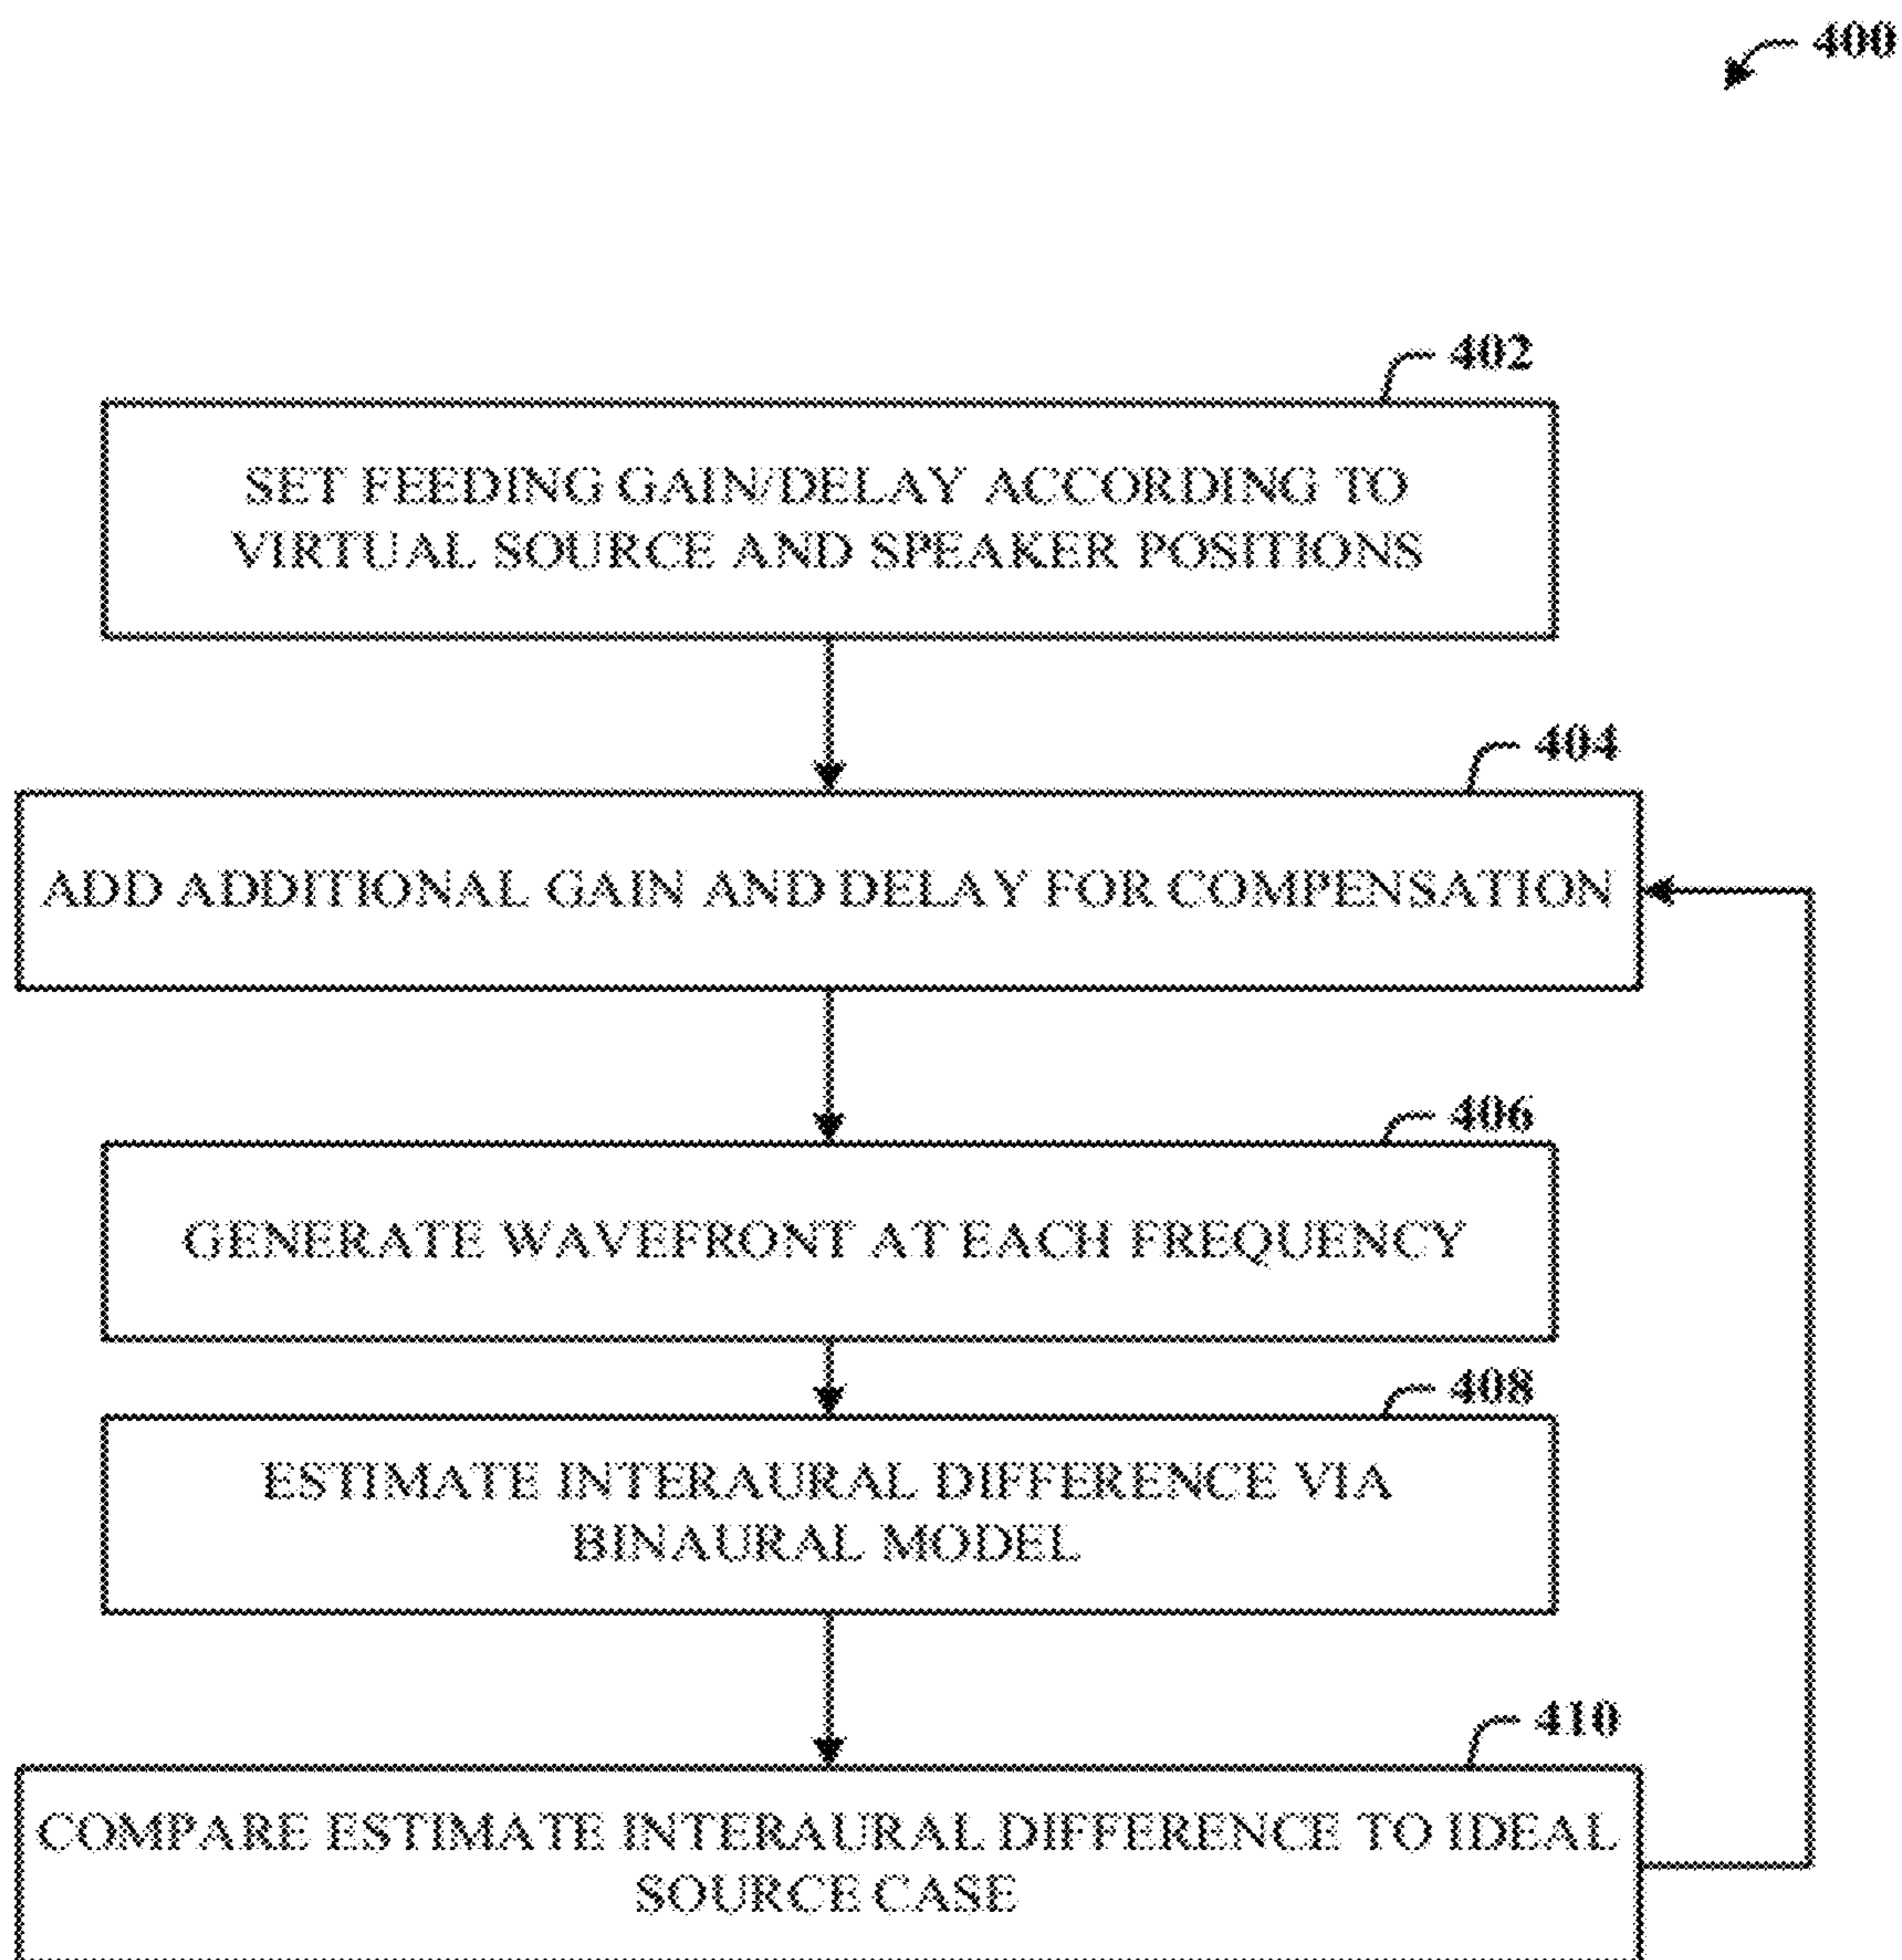 400
402
SET FEEDING GAIN/DELAY ACCORDING TO
VIRTUAL SOURCE AND SPEAKER POSITIONS
404
ADD ADDITIONAL GAIN AND DELAY FOR COMPENSATION
406
GENERATE WAVEFRONT AT EACH FREQUENCY
408
ESTIMATE INTERAURAL DIFFERENCE VIA
BINAURAL MODEL
410
COMPARE ESTIMATE INTERAURAL DIFFERENCE TO IDEAL
SOURCE CASE